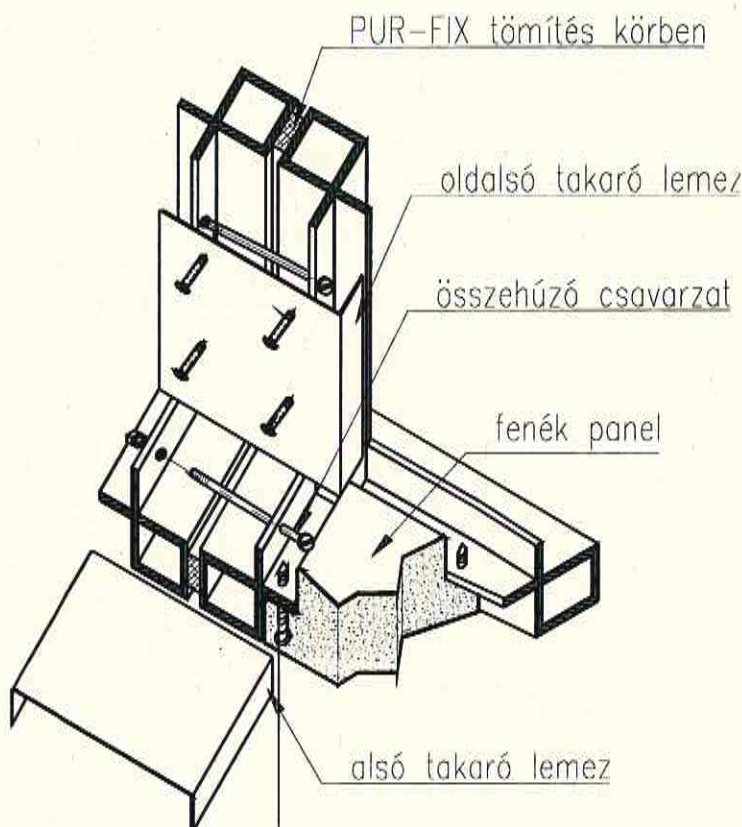 PUR-FIX tömítés körben
oldalsó takaró lemez
összehúzó csavarzat
fenék panel
alsó takaró lemez